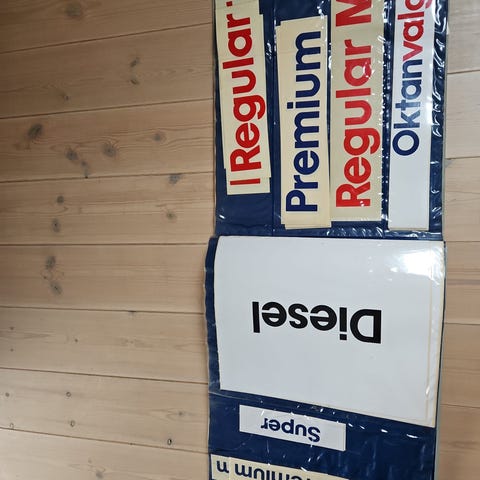 I Regular
Premium
Regular M
Oktanvalg
Diesel
Super